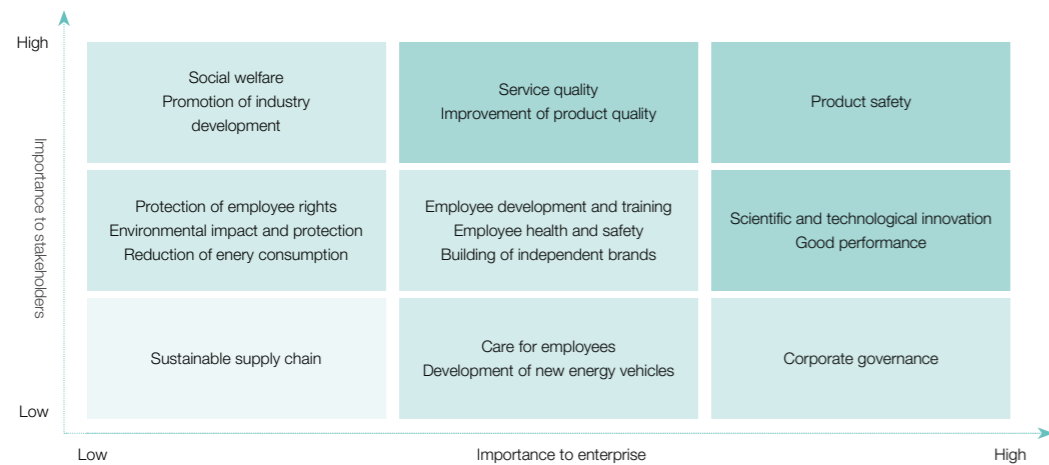 High
Social welfare
Promotion of industry
development
Service quality
Improvement of product quality
Product safety
Importance to stakeholders
Protection of employee rights
Environmental impact and protection
Reduction of enery consumption
Employee development and training
Employee health and safety
Building of independent brands
Scientific and technological innovation
Good performance
Sustainable supply chain
Care for employees
Development of new energy vehicles
Corporate governance
Low
Low
Importance to enterprise
High